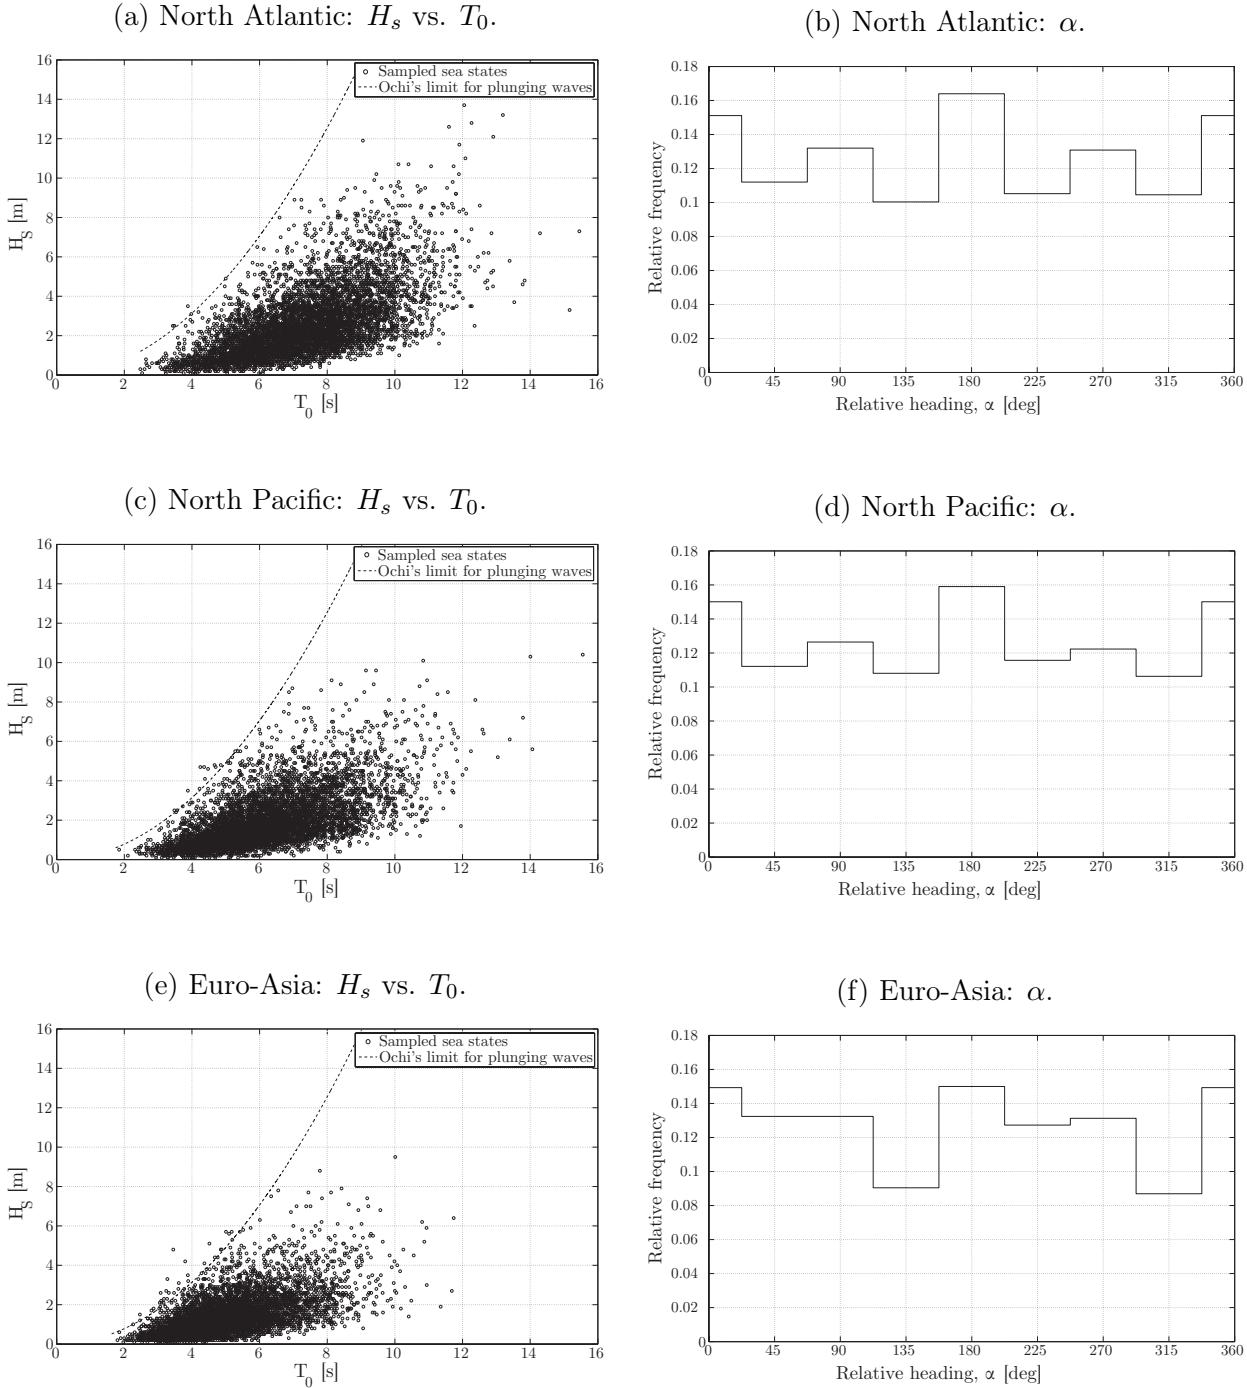 (a) North Atlantic: Hₛ vs. T₀.
16
14
12
10
8
6
4
2
0
H_S [m]
Sampled sea states
Ochi's limit for plunging waves
0 2 4 6 8 10 12 14 16
T₀ [s]
(b) North Atlantic: α.
0.18
0.16
0.14
0.12
0.1
0.08
0.06
0.04
0.02
0
Relative frequency
0 45 90 135 180 225 270 315 360
Relative heading, α [deg]
(c) North Pacific: Hₛ vs. T₀.
16
14
12
10
8
6
4
2
0
H_S [m]
Sampled sea states
Ochi's limit for plunging waves
0 2 4 6 8 10 12 14 16
T₀ [s]
(d) North Pacific: α.
0.18
0.16
0.14
0.12
0.1
0.08
0.06
0.04
0.02
0
Relative frequency
0 45 90 135 180 225 270 315 360
Relative heading, α [deg]
(e) Euro-Asia: Hₛ vs. T₀.
16
14
12
10
8
6
4
2
0
H_S [m]
Sampled sea states
Ochi's limit for plunging waves
0 2 4 6 8 10 12 14 16
T₀ [s]
(f) Euro-Asia: α.
0.18
0.16
0.14
0.12
0.1
0.08
0.06
0.04
0.02
0
Relative frequency
0 45 90 135 180 225 270 315 360
Relative heading, α [deg]